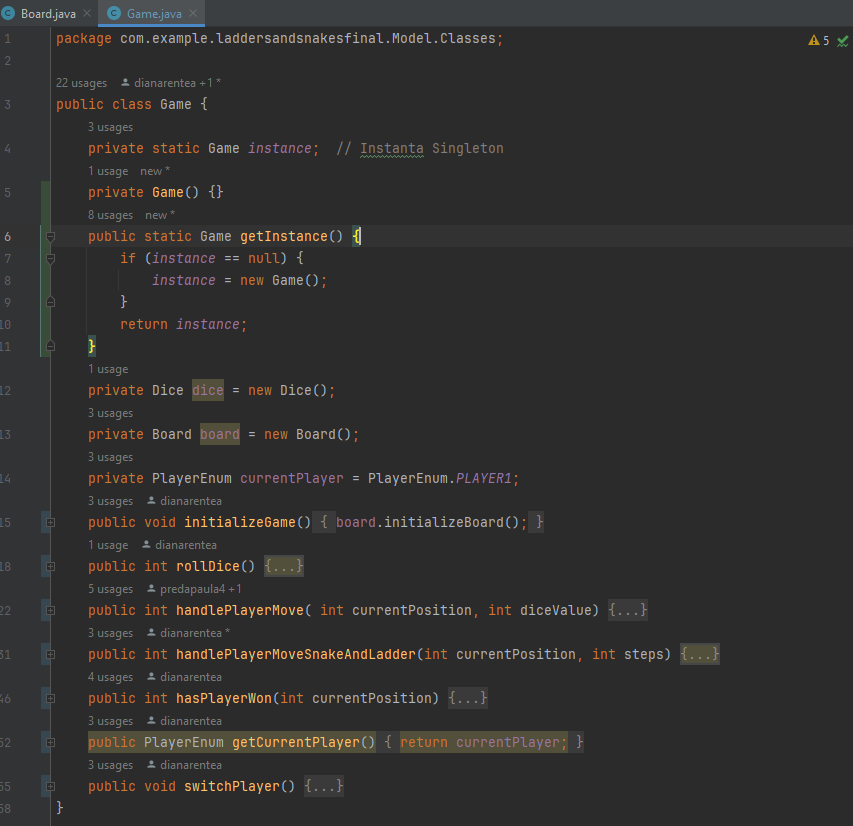 Board.java Game.java
1 package com.example.laddersandsnakesfinal.Model.Classes; 5
2
22 usages dianarentea +1 *
3 public class Game {
3 usages
4 private static Game instance; // Instanta Singleton
1 usage new *
5 private Game() {}
8 usages new *
6 public static Game getInstance() {
7 if (instance == null) {
8 instance = new Game();
9 }
10 return instance;
11 }
1 usage
12 private Dice dice = new Dice();
3 usages
13 private Board board = new Board();
3 usages
14 private PlayerEnum currentPlayer = PlayerEnum.PLAYER1;
3 usages dianarentea
15 public void initializeGame() { board.initializeBoard(); }
1 usage dianarentea
18 public int rollDice() {...}
5 usages predapaula4 +1
22 public int handlePlayerMove( int currentPosition, int diceValue) {...}
3 usages dianarentea *
31 public int handlePlayerMoveSnakeAndLadder(int currentPosition, int steps) {...}
4 usages dianarentea
46 public int hasPlayerWon(int currentPosition) {...}
3 usages dianarentea
52 public PlayerEnum getCurrentPlayer() { return currentPlayer; }
3 usages dianarentea
55 public void switchPlayer() {...}
58 }